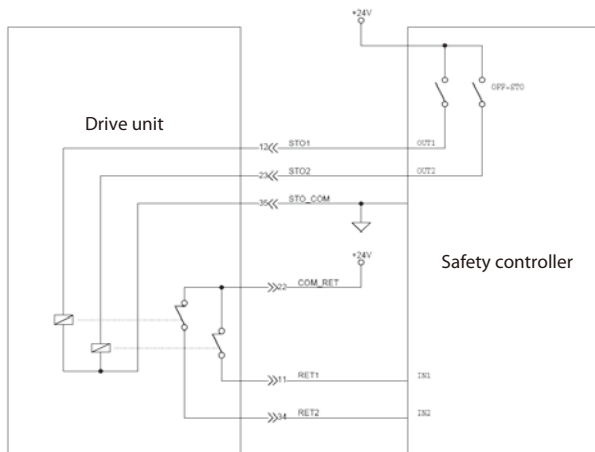 +24V
OFF=STO
Drive unit
12 STO1 OUT1
23 STO2 OUT2
35 STO_COM
+24V
Safety controller
22 COM_RET
11 RET1 IN1
34 RET2 IN2